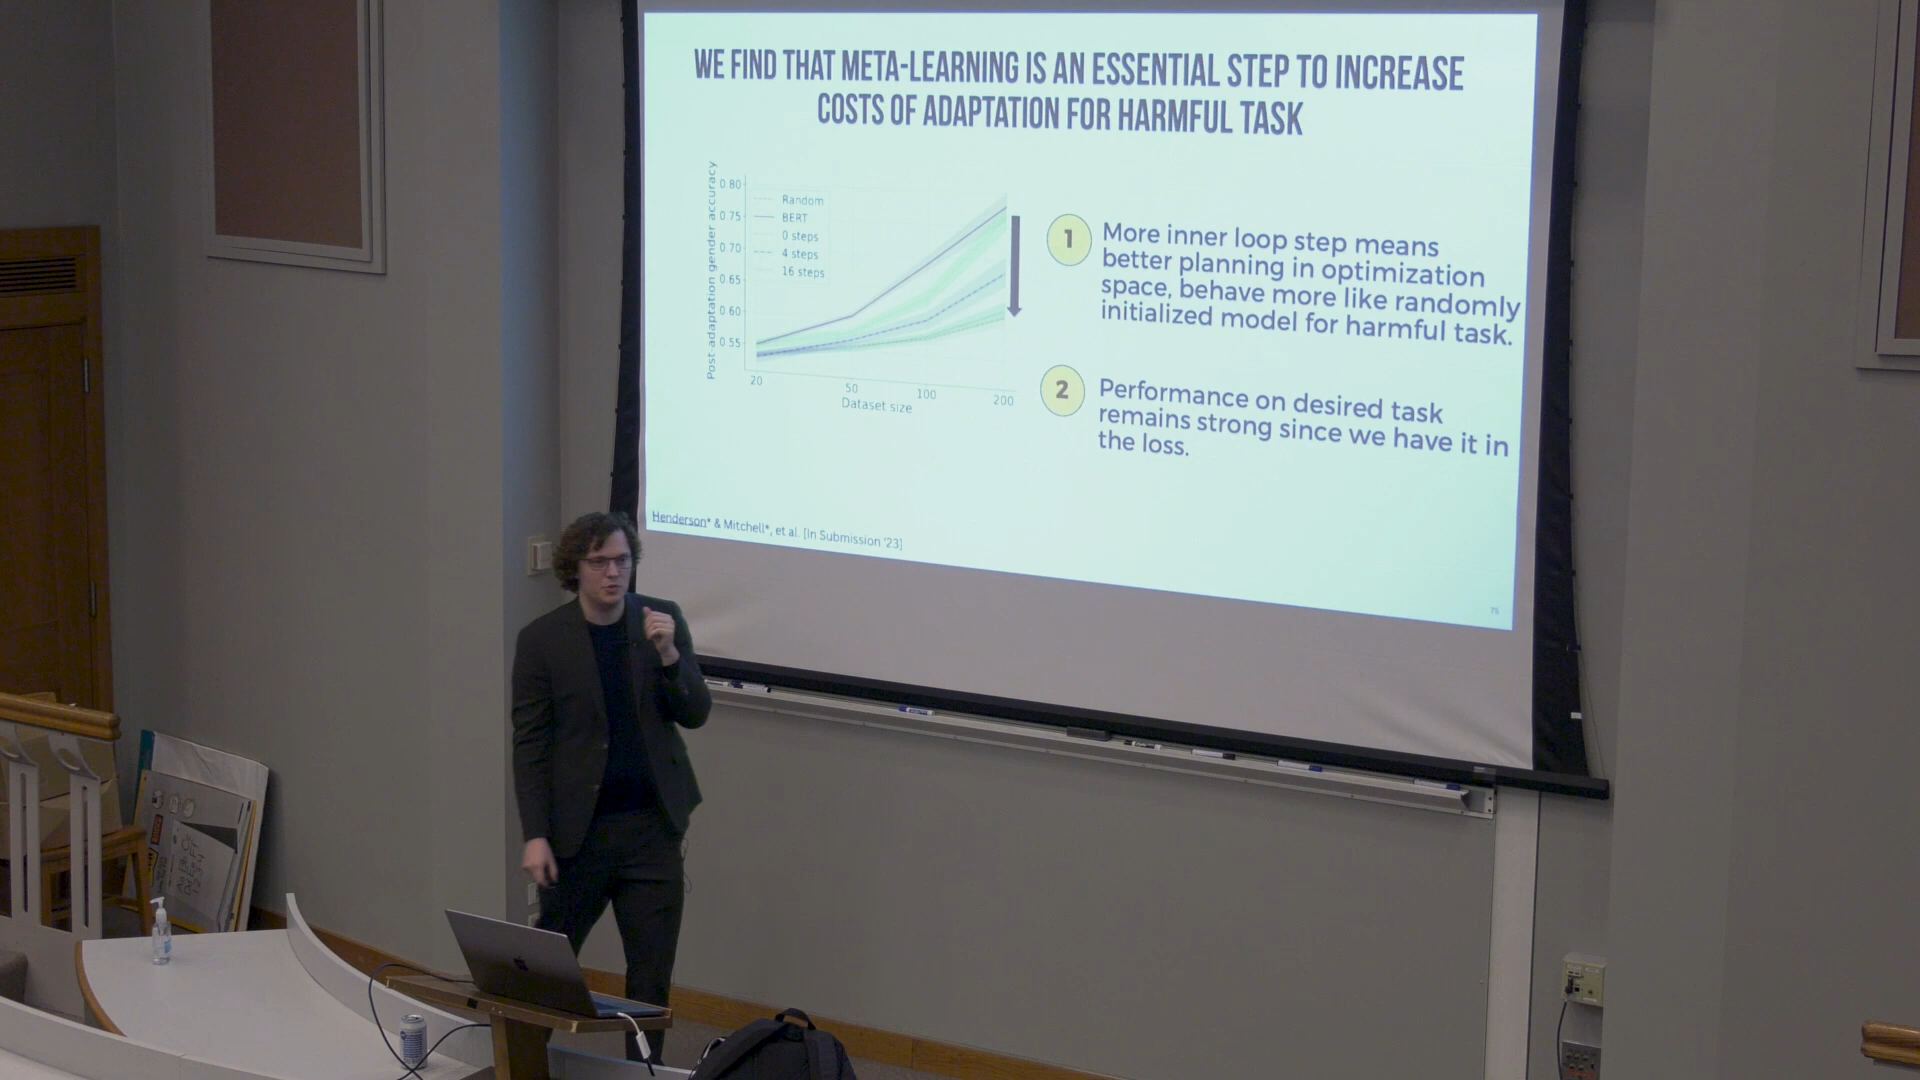 WE FIND THAT META-LEARNING IS AN ESSENTIAL STEP TO INCREASE
COSTS OF ADAPTATION FOR HARMFUL TASK
Post adaptation gender accuracy
0.80
0.75
0.70
0.65
0.60
0.55
Random
BERT
0 steps
4 steps
16 steps
20
50
100
200
Dataset size
1
More inner loop step means
better planning in optimization
space, behave more like randomly
initialized model for harmful task.
2
Performance on desired task
remains strong since we have it in
the loss.
Henderson* & Mitchell*, et al. [In Submission '23]